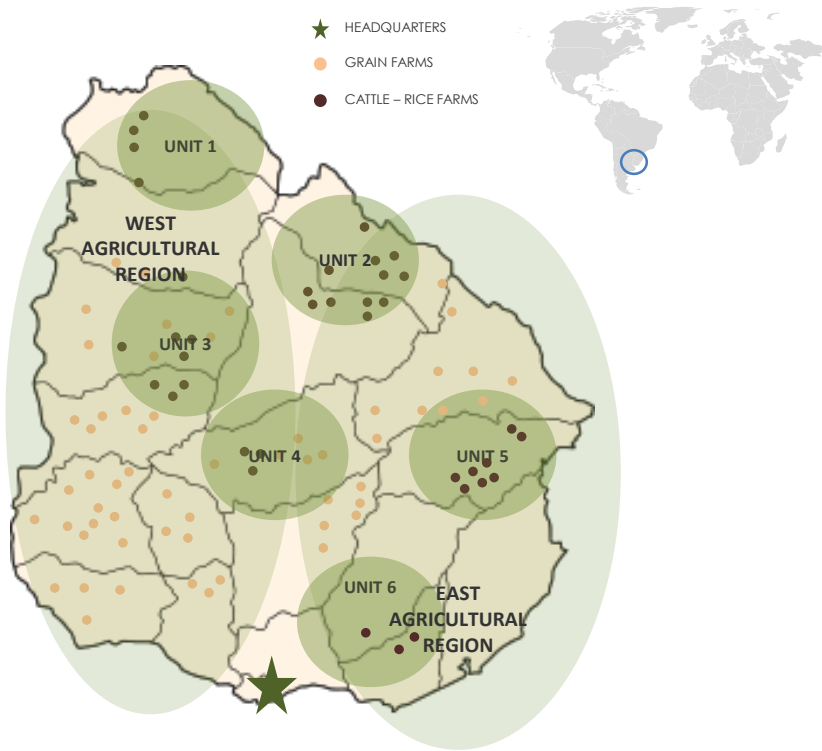 HEADQUARTERS
GRAIN FARMS
CATTLE – RICE FARMS
UNIT 1
WEST
AGRICULTURAL
REGION
UNIT 2
UNIT 3
UNIT 4
UNIT 5
UNIT 6
EAST
AGRICULTURAL
REGION